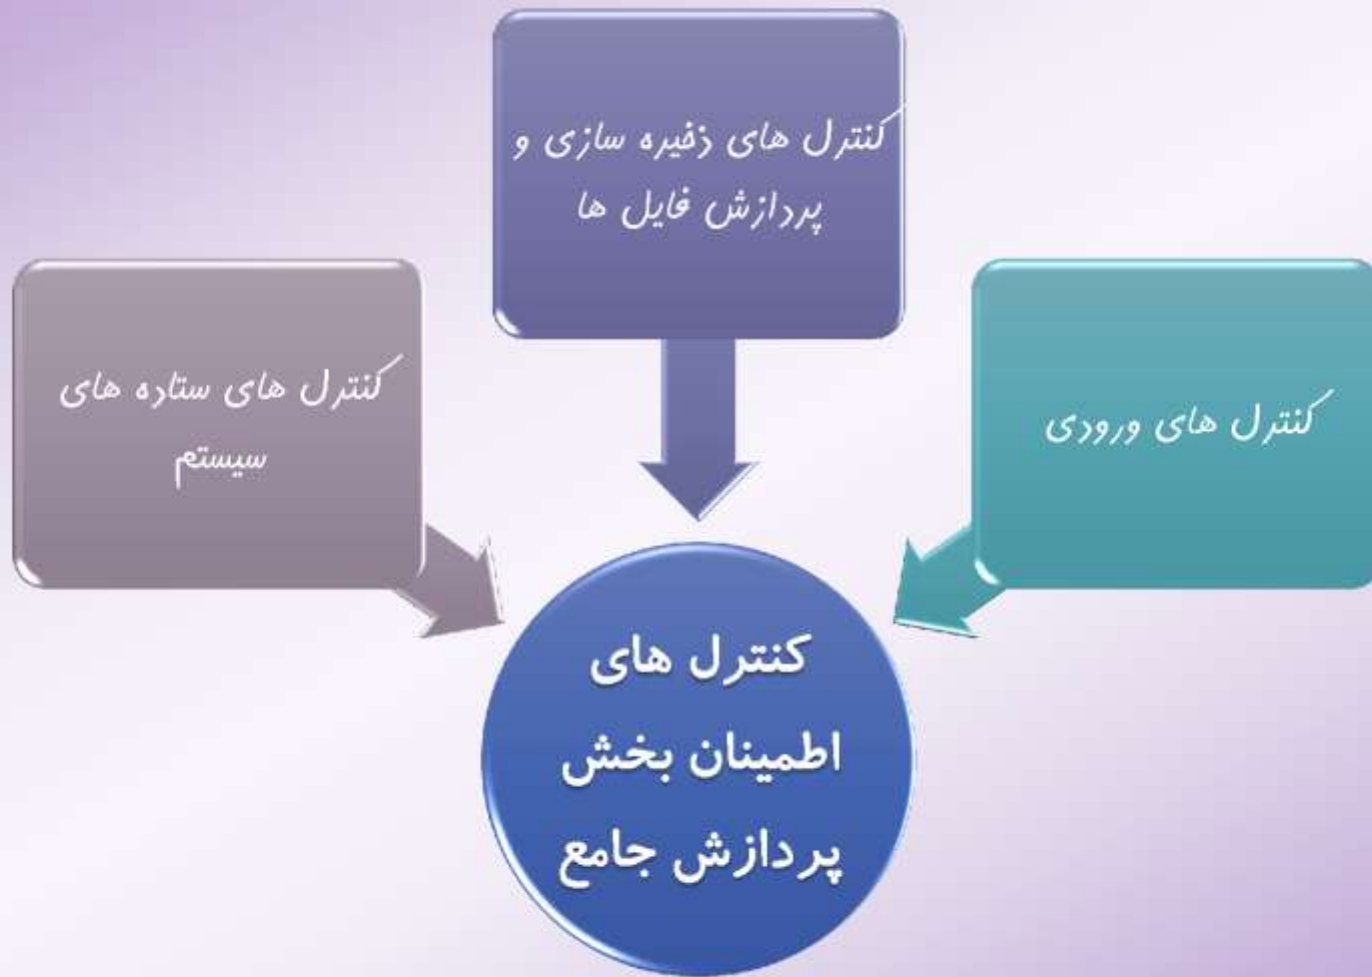 کنترل های ذخیره سازی و
پردازش فایل ها
کنترل های ورودی
کنترل های ستاده های
سیستم
کنترل های
اطمینان بخش
پردازش جامع